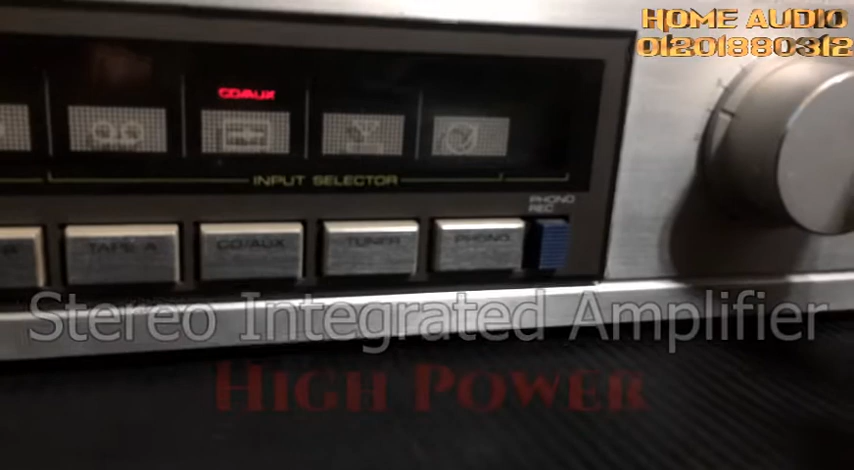 HOME AUDIO
01201880312
CD/AUX
INPUT SELECTOR
PHONO
REC
TAPE A
CD/AUX
TUNER
PHONO
Stereo Integrated Amplifier
HIGH POWER